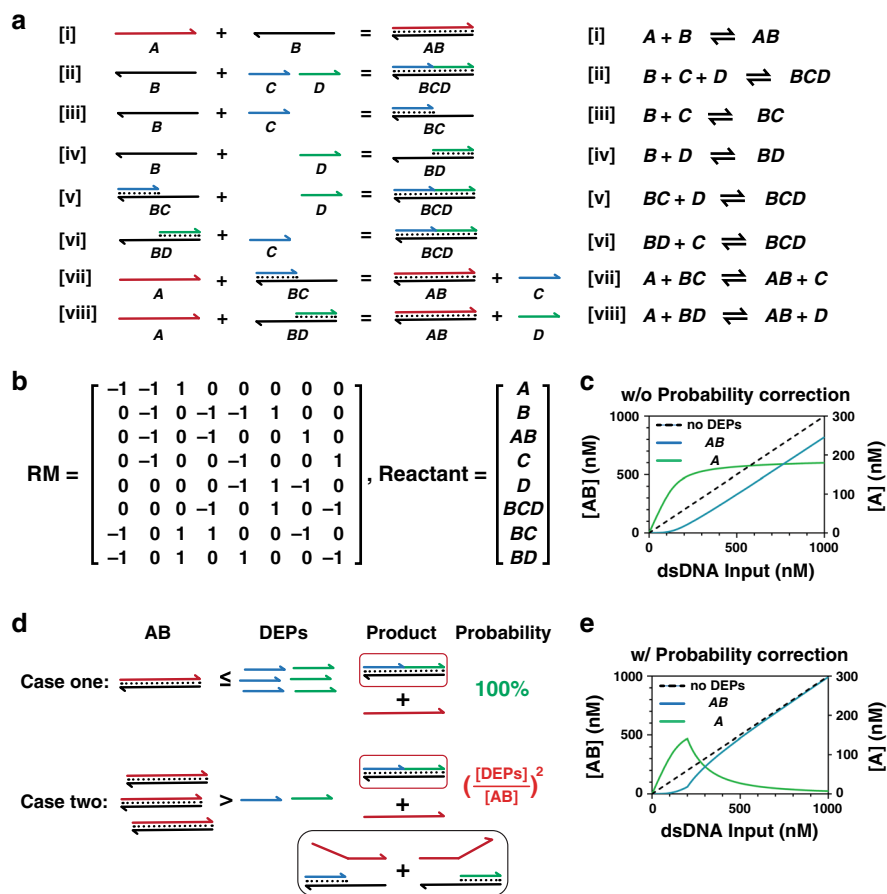 a
[i] A + B = AB [i] A + B ⇌ AB
[ii] B + C D = BCD [ii] B + C + D ⇌ BCD
[iii] B + C = BC [iii] B + C ⇌ BC
[iv] B + D = BD [iv] B + D ⇌ BD
[v] BC + D = BCD [v] BC + D ⇌ BCD
[vi] BD + C = BCD [vi] BD + C ⇌ BCD
[vii] A + BC = AB + C [vii] A + BC ⇌ AB + C
[viii] A + BD = AB + D [viii] A + BD ⇌ AB + D
b
RM =
−1 −1 1 0 0 0 0 0
0 −1 0 −1 −1 1 0 0
0 −1 0 −1 0 0 1 0
0 −1 0 0 −1 0 0 1
0 0 0 0 −1 1 −1 0
0 0 0 −1 0 1 0 −1
−1 0 1 1 0 0 −1 0
−1 0 1 0 1 0 0 −1
, Reactant =
A
B
AB
C
D
BCD
BC
BD
c
w/o Probability correction
no DEPs
AB
A
[AB] (nM)
1000
500
0
[A] (nM)
300
200
100
0
0 500 1000
dsDNA Input (nM)
d
AB DEPs Product Probability
Case one: ≤ + 100%
Case two: > + ([DEPs]/[AB])²
+
e
w/ Probability correction
no DEPs
AB
A
[AB] (nM)
1000
500
0
[A] (nM)
300
200
100
0
0 500 1000
dsDNA Input (nM)